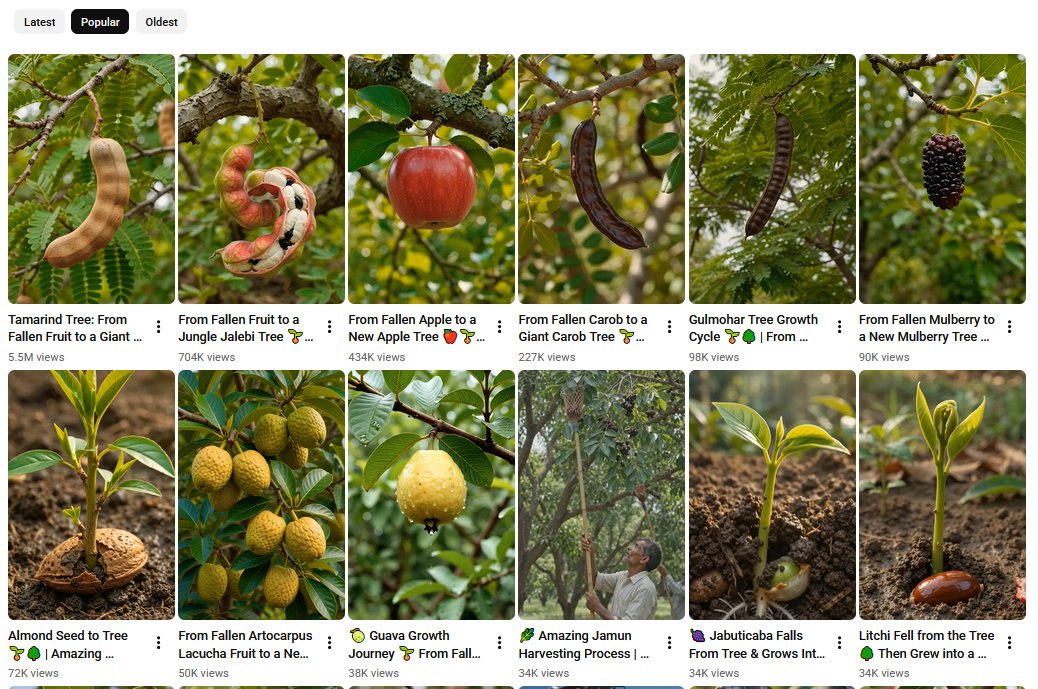 Latest
Popular
Oldest
Tamarind Tree: From
Fallen Fruit to a Giant ...
5.5M views
From Fallen Fruit to a
Jungle Jalebi Tree 🌱...
704K views
From Fallen Apple to a
New Apple Tree 🍎🌱...
434K views
From Fallen Carob to a
Giant Carob Tree 🌱...
227K views
Gulmohar Tree Growth
Cycle 🌱🌳 | From ...
98K views
From Fallen Mulberry to
a New Mulberry Tree ...
90K views
Almond Seed to Tree
🌱🌳 | Amazing ...
72K views
From Fallen Artocarpus
Lacucha Fruit to a Ne...
50K views
🍈 Guava Growth
Journey 🌱 From Fall...
38K views
🌿 Amazing Jamun
Harvesting Process | ...
34K views
🍇 Jabuticaba Falls
From Tree & Grows Int...
34K views
Litchi Fell from the Tree
🌳 Then Grew into a ...
34K views